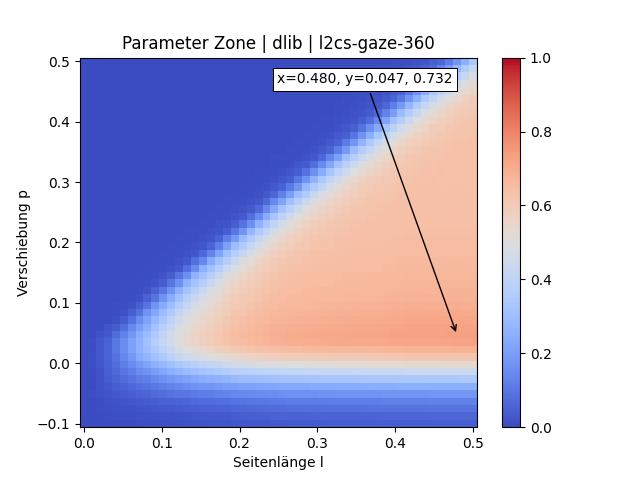 Parameter Zone | dlib | l2cs-gaze-360
x=0.480, y=0.047, 0.732
Verschiebung p
0.5
0.4
0.3
0.2
0.1
0.0
−0.1
0.0 0.1 0.2 0.3 0.4 0.5
Seitenlänge l
1.0
0.8
0.6
0.4
0.2
0.0